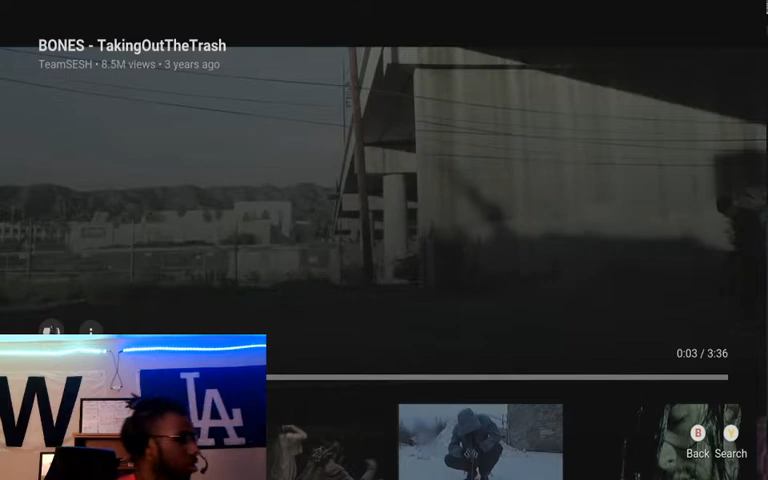 BONES - TakingOutTheTrash
TeamSESH • 8.5M views • 3 years ago
0:03 / 3:36
W
LA
B
Y
Back
Search